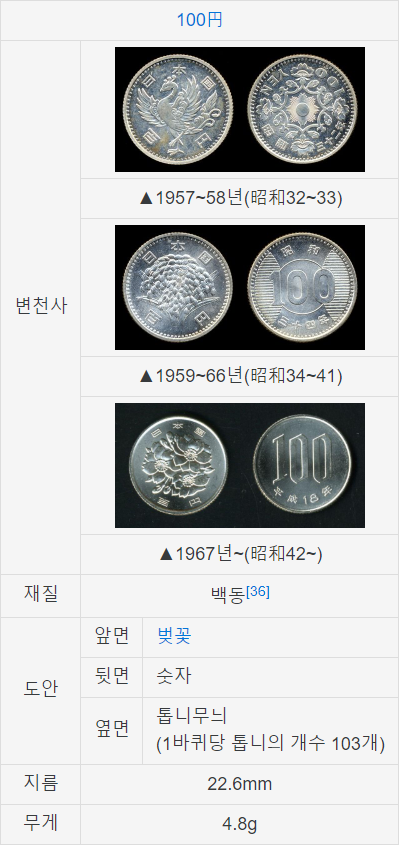 100円
변천사
日本国
百円
▲1957~58년(昭和32~33)
日本国
百円
昭和
100
三十四年
▲1959~66년(昭和34~41)
日本国
百円
100
平成18年
▲1967년~(昭和42~)
재질
백동[36]
도안
앞면
벚꽃
뒷면
숫자
옆면
톱니무늬
(1바퀴당 톱니의 개수 103개)
지름
22.6mm
무게
4.8g